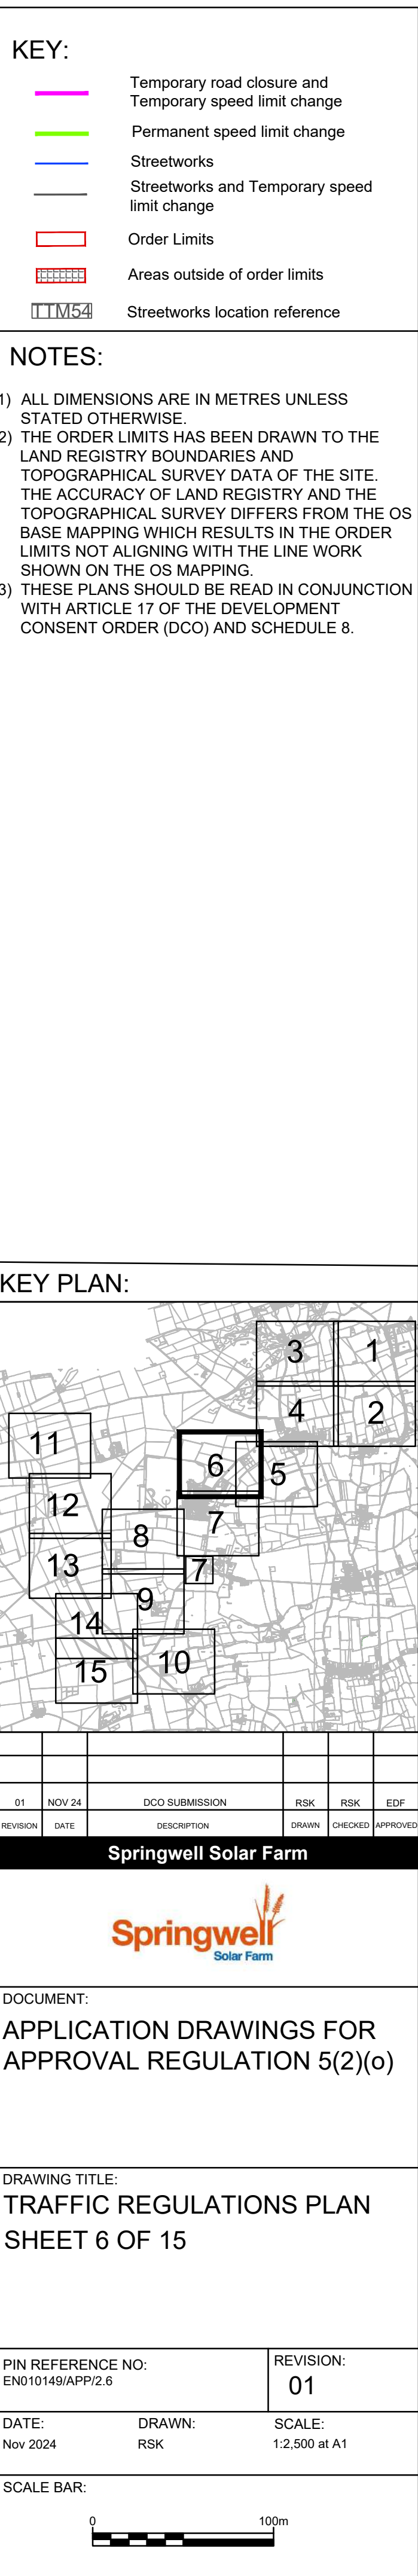 KEY:
Temporary road closure and
Temporary speed limit change
Permanent speed limit change
Streetworks
Streetworks and Temporary speed
limit change
Order Limits
Areas outside of order limits
TTM54 Streetworks location reference
NOTES:
1) ALL DIMENSIONS ARE IN METRES UNLESS
STATED OTHERWISE.
2) THE ORDER LIMITS HAS BEEN DRAWN TO THE
LAND REGISTRY BOUNDARIES AND
TOPOGRAPHICAL SURVEY DATA OF THE SITE.
THE ACCURACY OF LAND REGISTRY AND THE
TOPOGRAPHICAL SURVEY DIFFERS FROM THE OS
BASE MAPPING WHICH RESULTS IN THE ORDER
LIMITS NOT ALIGNING WITH THE LINE WORK
SHOWN ON THE OS MAPPING.
3) THESE PLANS SHOULD BE READ IN CONJUNCTION
WITH ARTICLE 17 OF THE DEVELOPMENT
CONSENT ORDER (DCO) AND SCHEDULE 8.
KEY PLAN:
3 1
4 2
11 6 5
12 8 7
13 7
9
14
15 10
01 NOV 24 DCO SUBMISSION RSK RSK EDF
REVISION DATE DESCRIPTION DRAWN CHECKED APPROVED
Springwell Solar Farm
Springwell
Solar Farm
DOCUMENT:
APPLICATION DRAWINGS FOR
APPROVAL REGULATION 5(2)(o)
DRAWING TITLE:
TRAFFIC REGULATIONS PLAN
SHEET 6 OF 15
PIN REFERENCE NO: REVISION:
EN010149/APP/2.6 01
DATE: DRAWN: SCALE:
Nov 2024 RSK 1:2,500 at A1
SCALE BAR:
0 100m